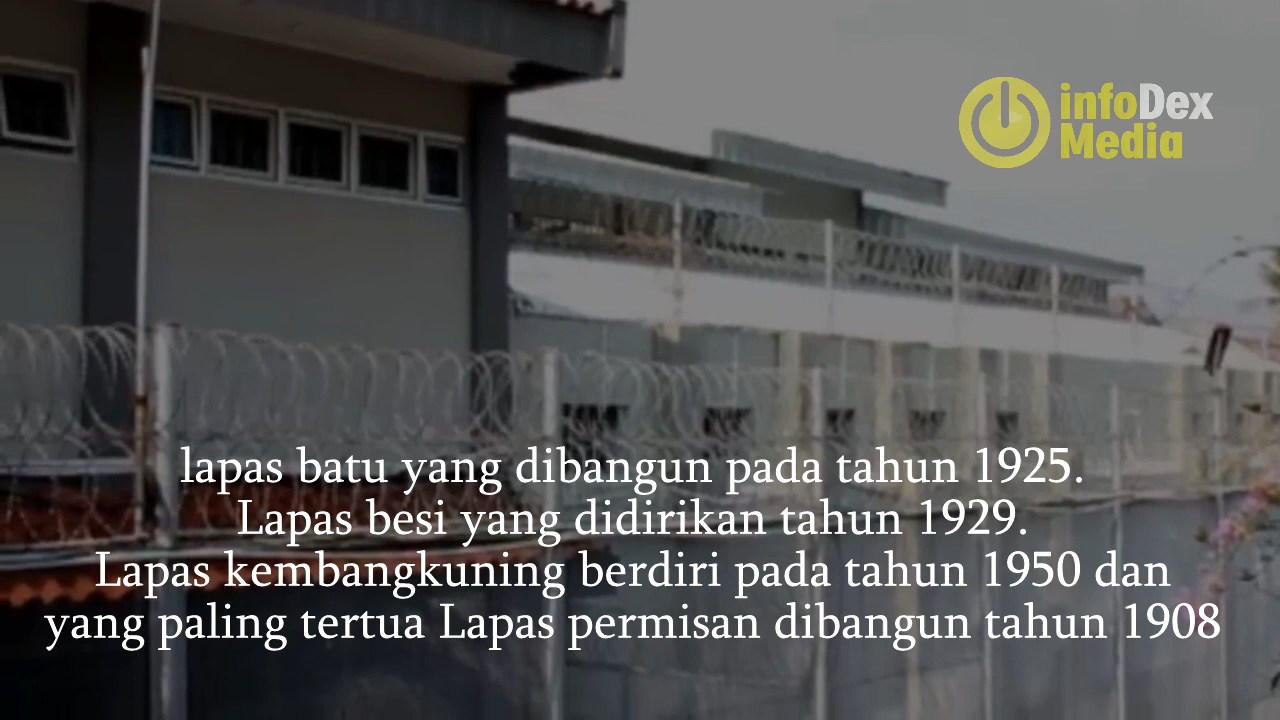 infoDex
Media
lapas batu yang dibangun pada tahun 1925.
Lapas besi yang didirikan tahun 1929.
Lapas kembangkuning berdiri pada tahun 1950 dan
yang paling tertua Lapas permisan dibangun tahun 1908